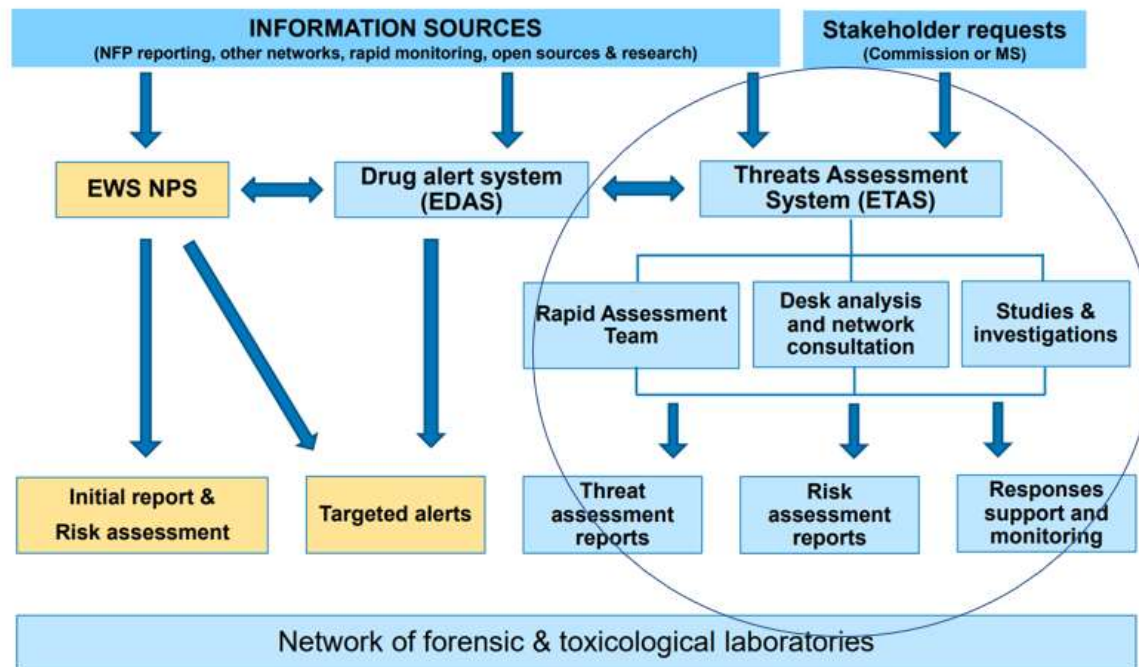 INFORMATION SOURCES
(NFP reporting, other networks, rapid monitoring, open sources & research)
Stakeholder requests
(Commission or MS)
EWS NPS
Drug alert system
(EDAS)
Threats Assessment
System (ETAS)
Rapid Assessment
Team
Desk analysis
and network
consultation
Studies &
investigations
Initial report &
Risk assessment
Targeted alerts
Threat
assessment
reports
Risk
assessment
reports
Responses
support and
monitoring
Network of forensic & toxicological laboratories